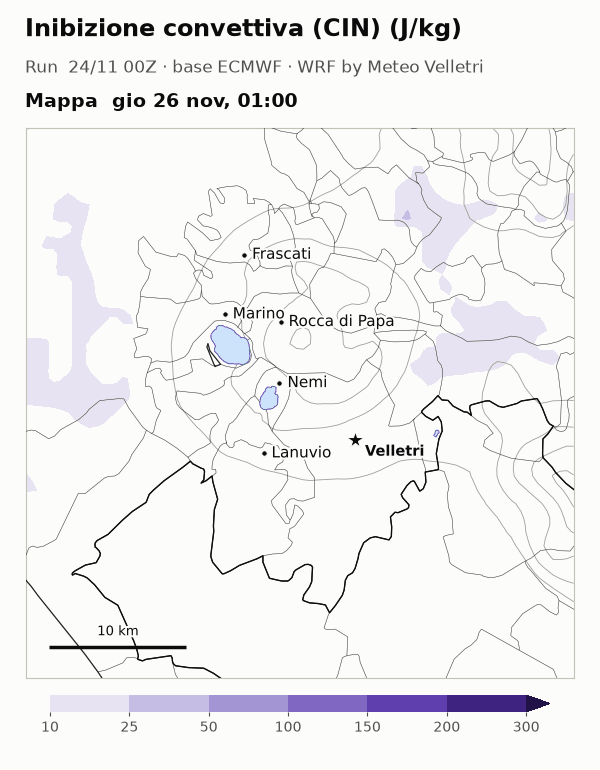 Inibizione convettiva (CIN) (J/kg)
Run  24/11 00Z · base ECMWF · WRF by Meteo Velletri
Mappa  gio 26 nov, 01:00
Frascati
Marino
Rocca di Papa
Nemi
Velletri
Lanuvio
10 km
10 25 50 100 150 200 300